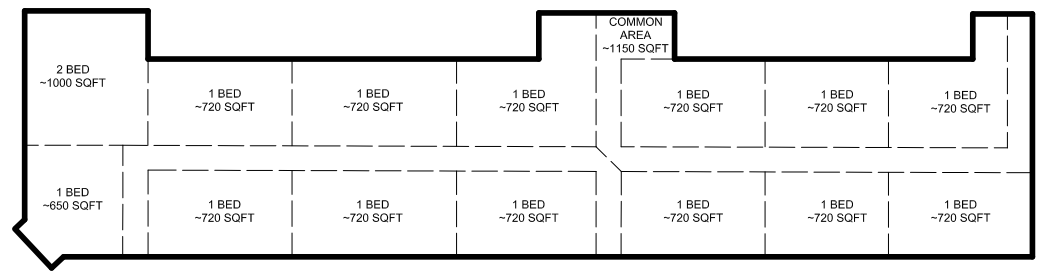 COMMON
AREA
~1150 SQFT
2 BED
~1000 SQFT
1 BED
~720 SQFT
1 BED
~720 SQFT
1 BED
~720 SQFT
1 BED
~720 SQFT
1 BED
~720 SQFT
1 BED
~720 SQFT
1 BED
~650 SQFT
1 BED
~720 SQFT
1 BED
~720 SQFT
1 BED
~720 SQFT
1 BED
~720 SQFT
1 BED
~720 SQFT
1 BED
~720 SQFT